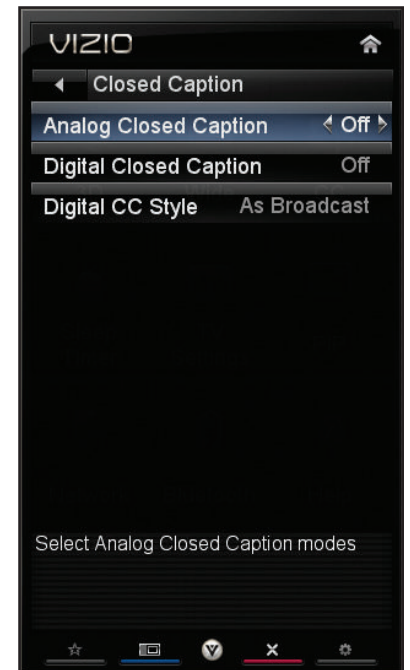 VIZIO
Closed Caption
Analog Closed Caption Off
Digital Closed Caption Off
Digital CC Style As Broadcast
Select Analog Closed Caption modes
V